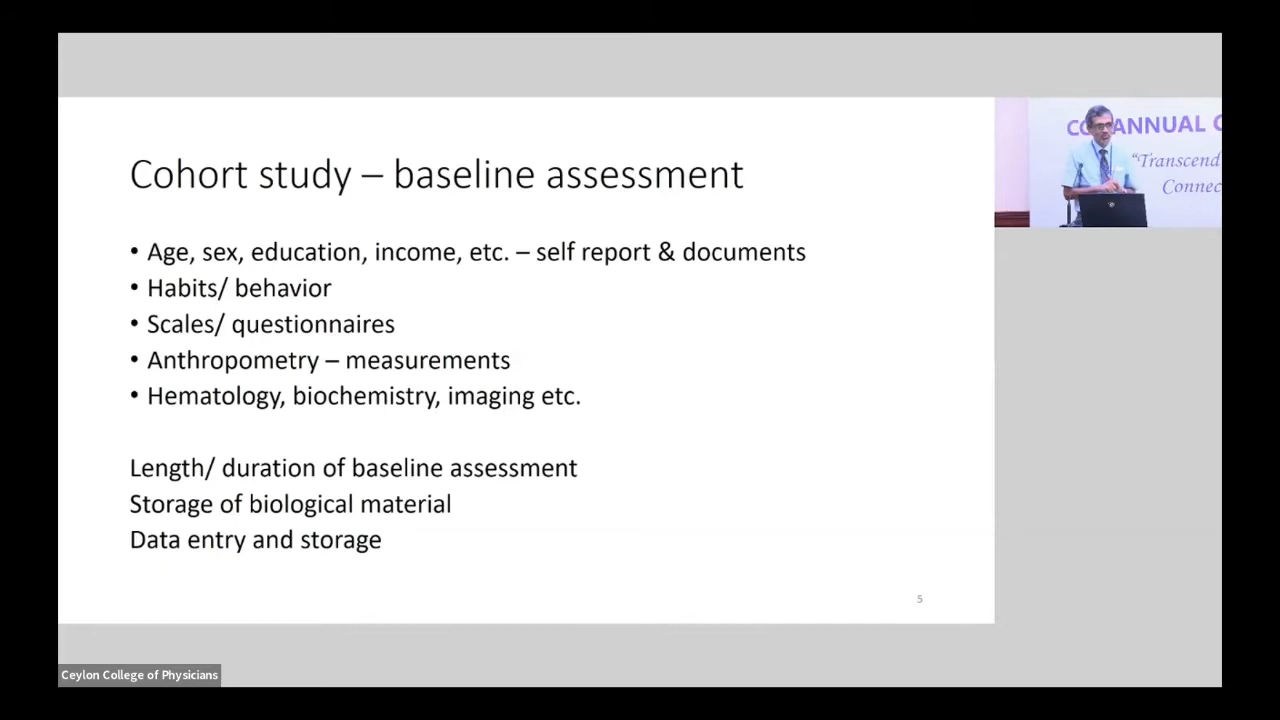 Cohort study – baseline assessment
• Age, sex, education, income, etc. – self report & documents
• Habits/ behavior
• Scales/ questionnaires
• Anthropometry – measurements
• Hematology, biochemistry, imaging etc.
Length/ duration of baseline assessment
Storage of biological material
Data entry and storage
5
ANNUAL
“Transcend
Connec
Ceylon College of Physicians